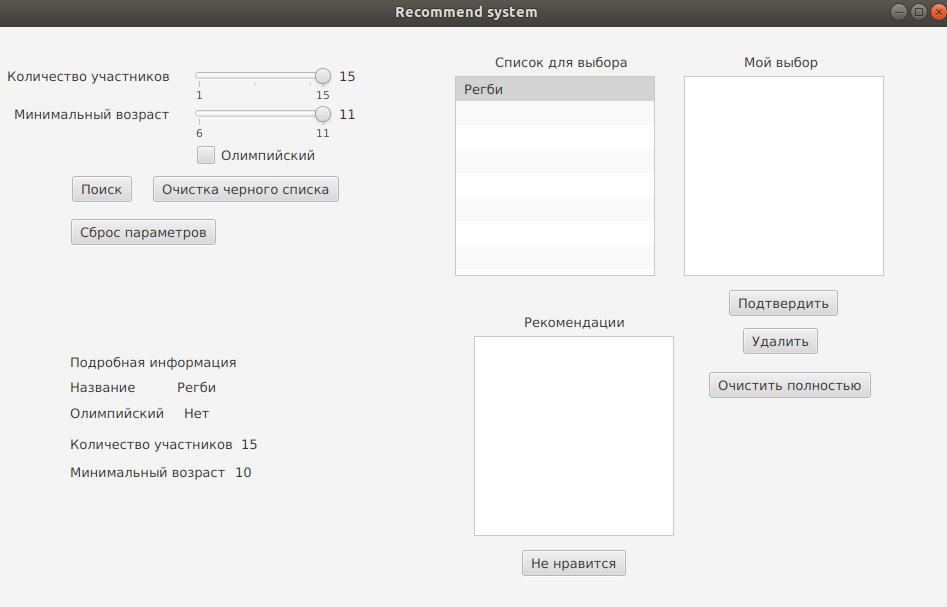 Recommend system
Количество участников 15
1 15
Минимальный возраст 11
6 11
Олимпийский
Поиск Очистка черного списка
Сброс параметров
Подробная информация
Название Регби
Олимпийский Нет
Количество участников 15
Минимальный возраст 10
Список для выбора
Регби
Рекомендации
Не нравится
Мой выбор
Подтвердить
Удалить
Очистить полностью